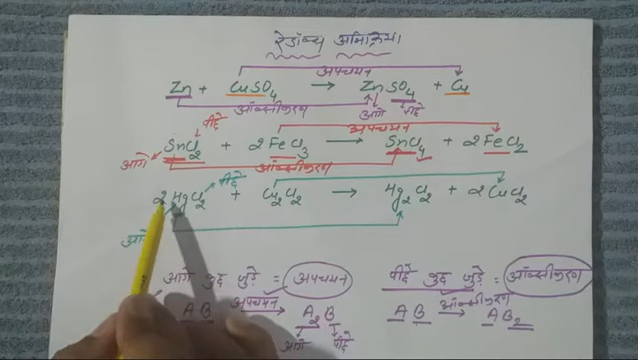 रेडॉक्स अभिक्रिया
अपचयन
Zn + CuSO₄ → ZnSO₄ + Cu
ऑक्सीकरण आगे पीछे
पीछे अपचयन
SnCl₂ + 2FeCl₃ → SnCl₄ + 2FeCl₂
आगे ऑक्सीकरण
पीछे
2HgCl₂ + Cu₂Cl₂ → Hg₂Cl₂ + 2CuCl₂
आगे कुछ जुड़े = अपचयन
पीछे कुछ जुड़े = ऑक्सीकरण
AB अपचयन → A₂B
AB ऑक्सीकरण → AB₂
आगे पीछे